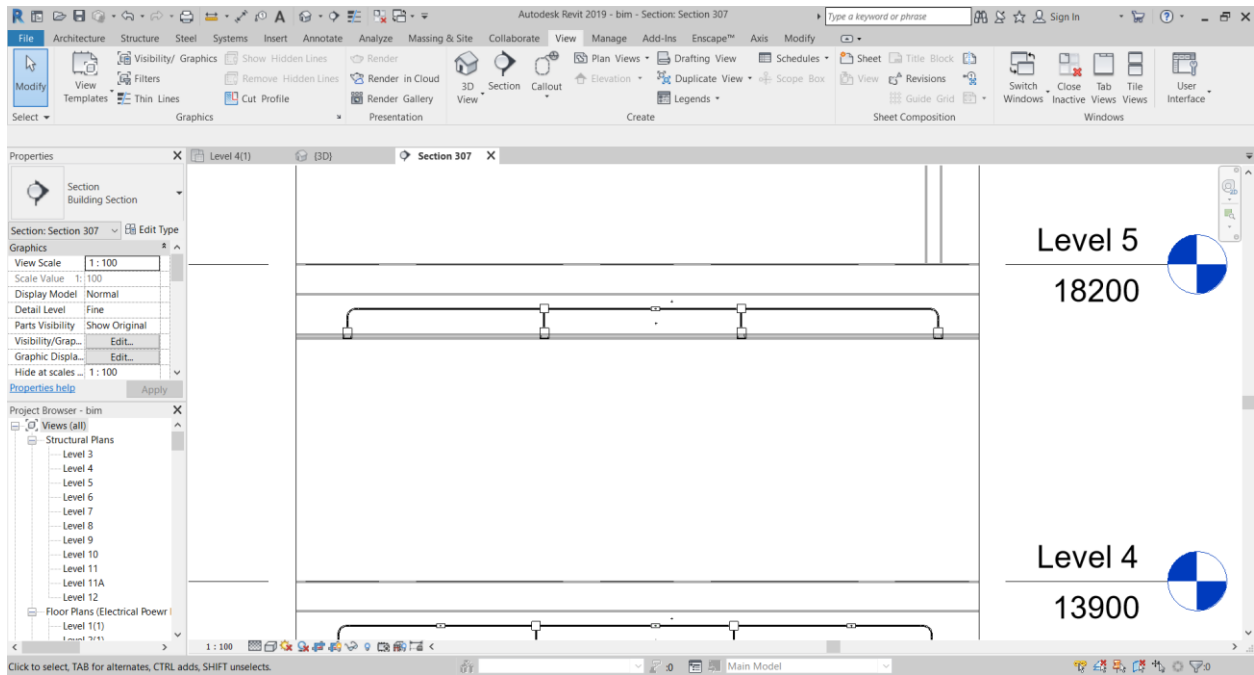 Autodesk Revit 2019 - bim - Section: Section 307
Type a keyword or phrase
Sign In
File Architecture Structure Steel Systems Insert Annotate Analyze Massing & Site Collaborate View Manage Add-Ins Enscape™ Axis Modify
Modify
View Templates
Visibility/ Graphics
Filters
Thin Lines
Show Hidden Lines
Remove Hidden Lines
Cut Profile
Render
Render in Cloud
Render Gallery
3D View
Section
Callout
Plan Views
Elevation
Drafting View
Duplicate View
Legends
Schedules
Scope Box
Sheet
View
Title Block
Revisions
Guide Grid
Switch Windows
Close Inactive
Tab Views
Tile Views
User Interface
Select Graphics Presentation Create Sheet Composition Windows
Properties
Level 4(1) {3D} Section 307
Section
Building Section
Section: Section 307 Edit Type
Graphics
View Scale 1 : 100
Scale Value 1: 100
Display Model Normal
Detail Level Fine
Parts Visibility Show Original
Visibility/Grap... Edit...
Graphic Displa... Edit...
Hide at scales ... 1 : 100
Properties help Apply
Project Browser - bim
Views (all)
Structural Plans
Level 3
Level 4
Level 5
Level 6
Level 7
Level 8
Level 9
Level 10
Level 11
Level 11A
Level 12
Floor Plans (Electrical Poewr
Level 1(1)
Level 2(1)
Level 5
18200
Level 4
13900
1 : 100
Click to select, TAB for alternates, CTRL adds, SHIFT unselects.
:0
Main Model
:0